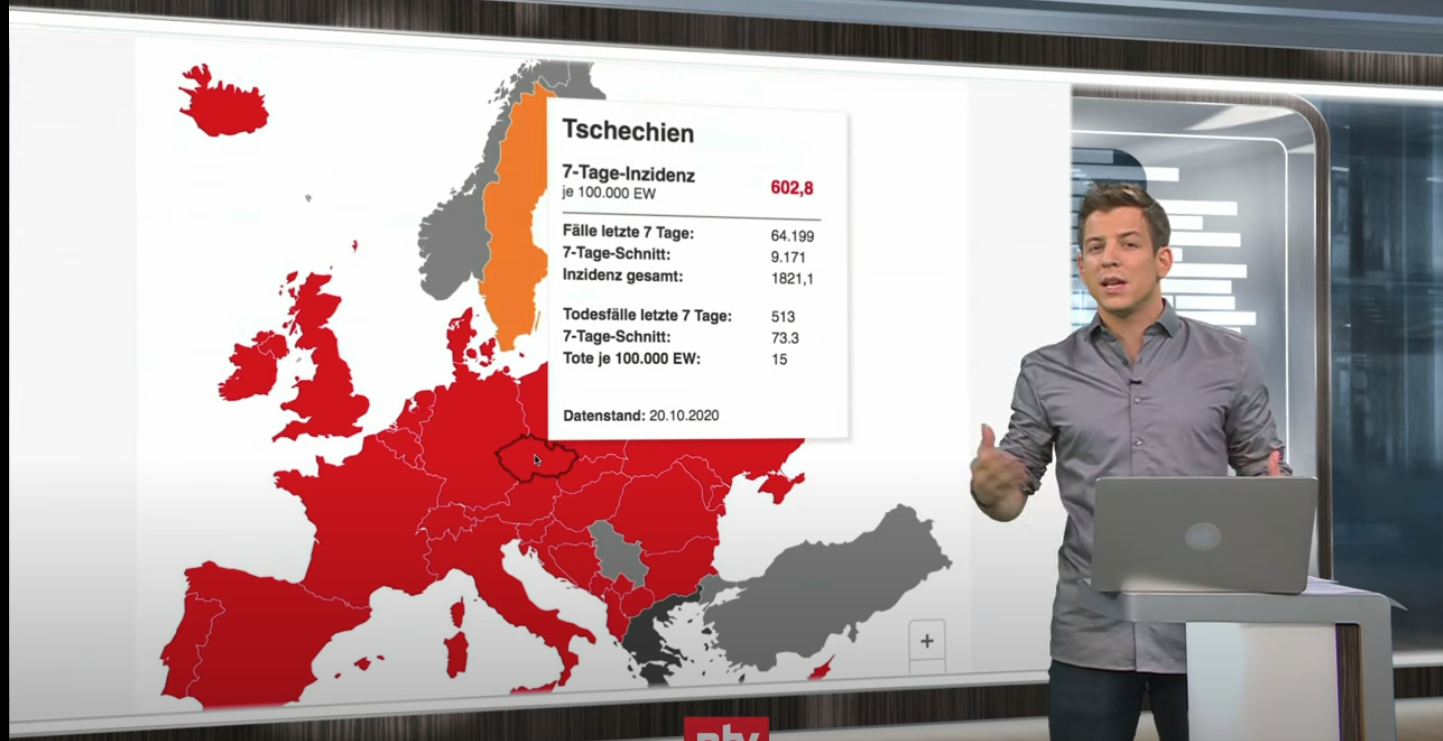 Tschechien
7-Tage-Inzidenz
je 100.000 EW
602,8
Fälle letzte 7 Tage: 64.199
7-Tage-Schnitt: 9.171
Inzidenz gesamt: 1821,1
Todesfälle letzte 7 Tage: 513
7-Tage-Schnitt: 73.3
Tote je 100.000 EW: 15
Datenstand: 20.10.2020
+
ntv